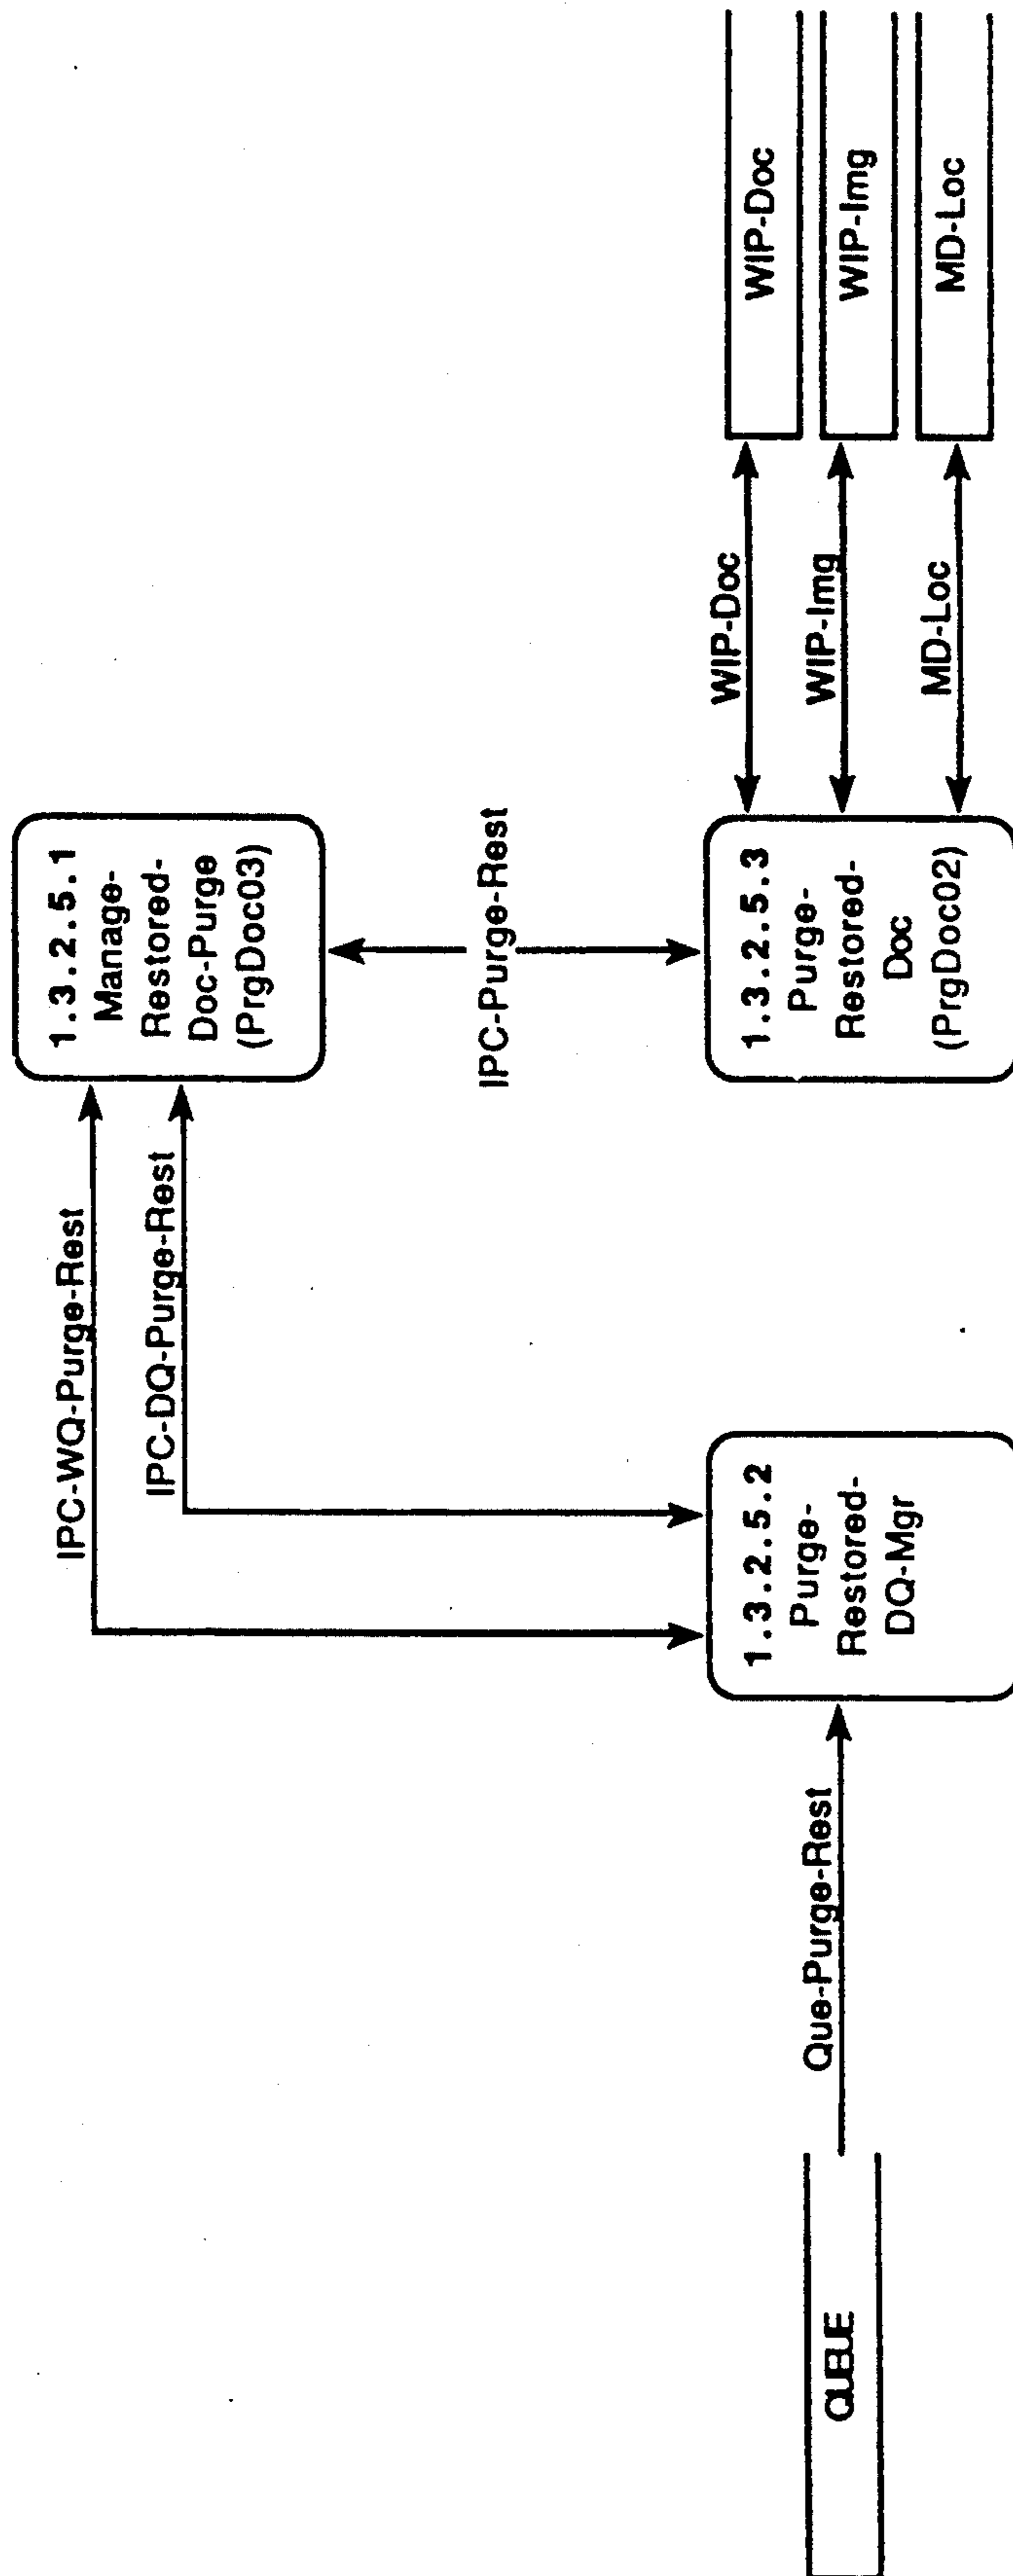 IPC-WQ-Purge-Rest
IPC-DQ-Purge-Rest
1.3.2.5.1
Manage-
Restored-
Doc-Purge
(PrgDoc03)
IPC-Purge-Rest
QUEUE
Que-Purge-Rest
1.3.2.5.2
Purge-
Restored-
DQ-Mgr
1.3.2.5.3
Purge-
Restored-
Doc
(PrgDoc02)
WIP-Doc
WIP-Img
MD-Loc
WIP-Doc
WIP-Img
MD-Loc